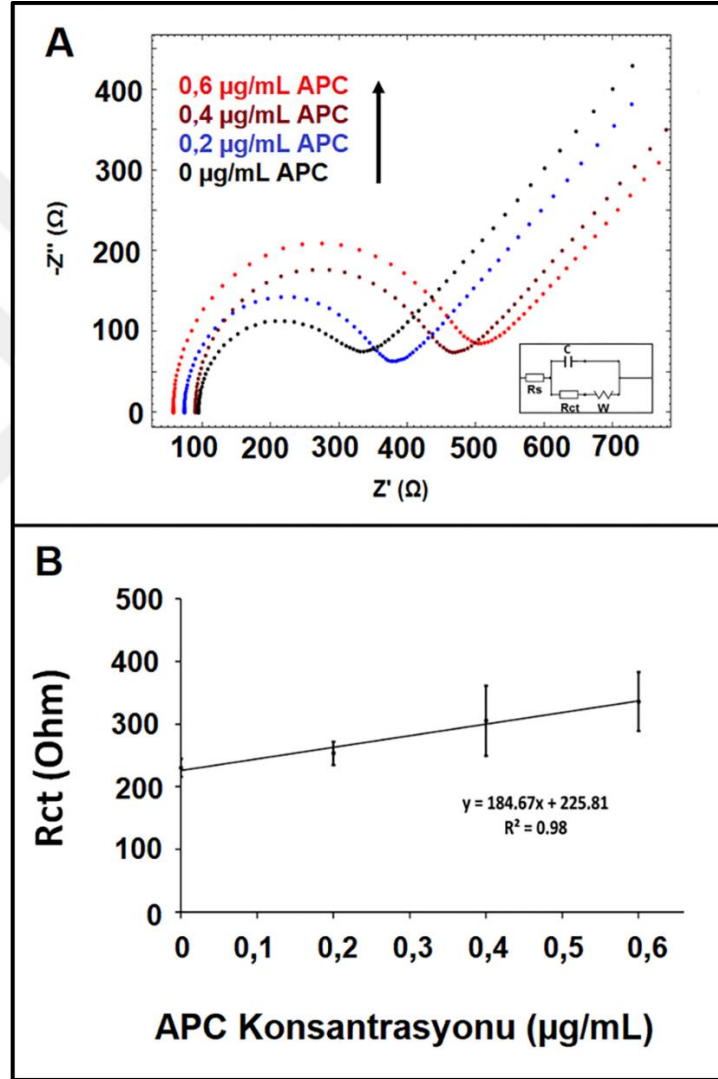 A
0,6 µg/mL APC
0,4 µg/mL APC
0,2 µg/mL APC
0 µg/mL APC
400
300
200
100
0
-Z" (Ω)
C
Rs
Rct W
100 200 300 400 500 600 700
Z' (Ω)
B
500
400
300
200
100
0
Rct (Ohm)
y = 184.67x + 225.81
R² = 0.98
0 0,1 0,2 0,3 0,4 0,5 0,6
APC Konsantrasyonu (µg/mL)